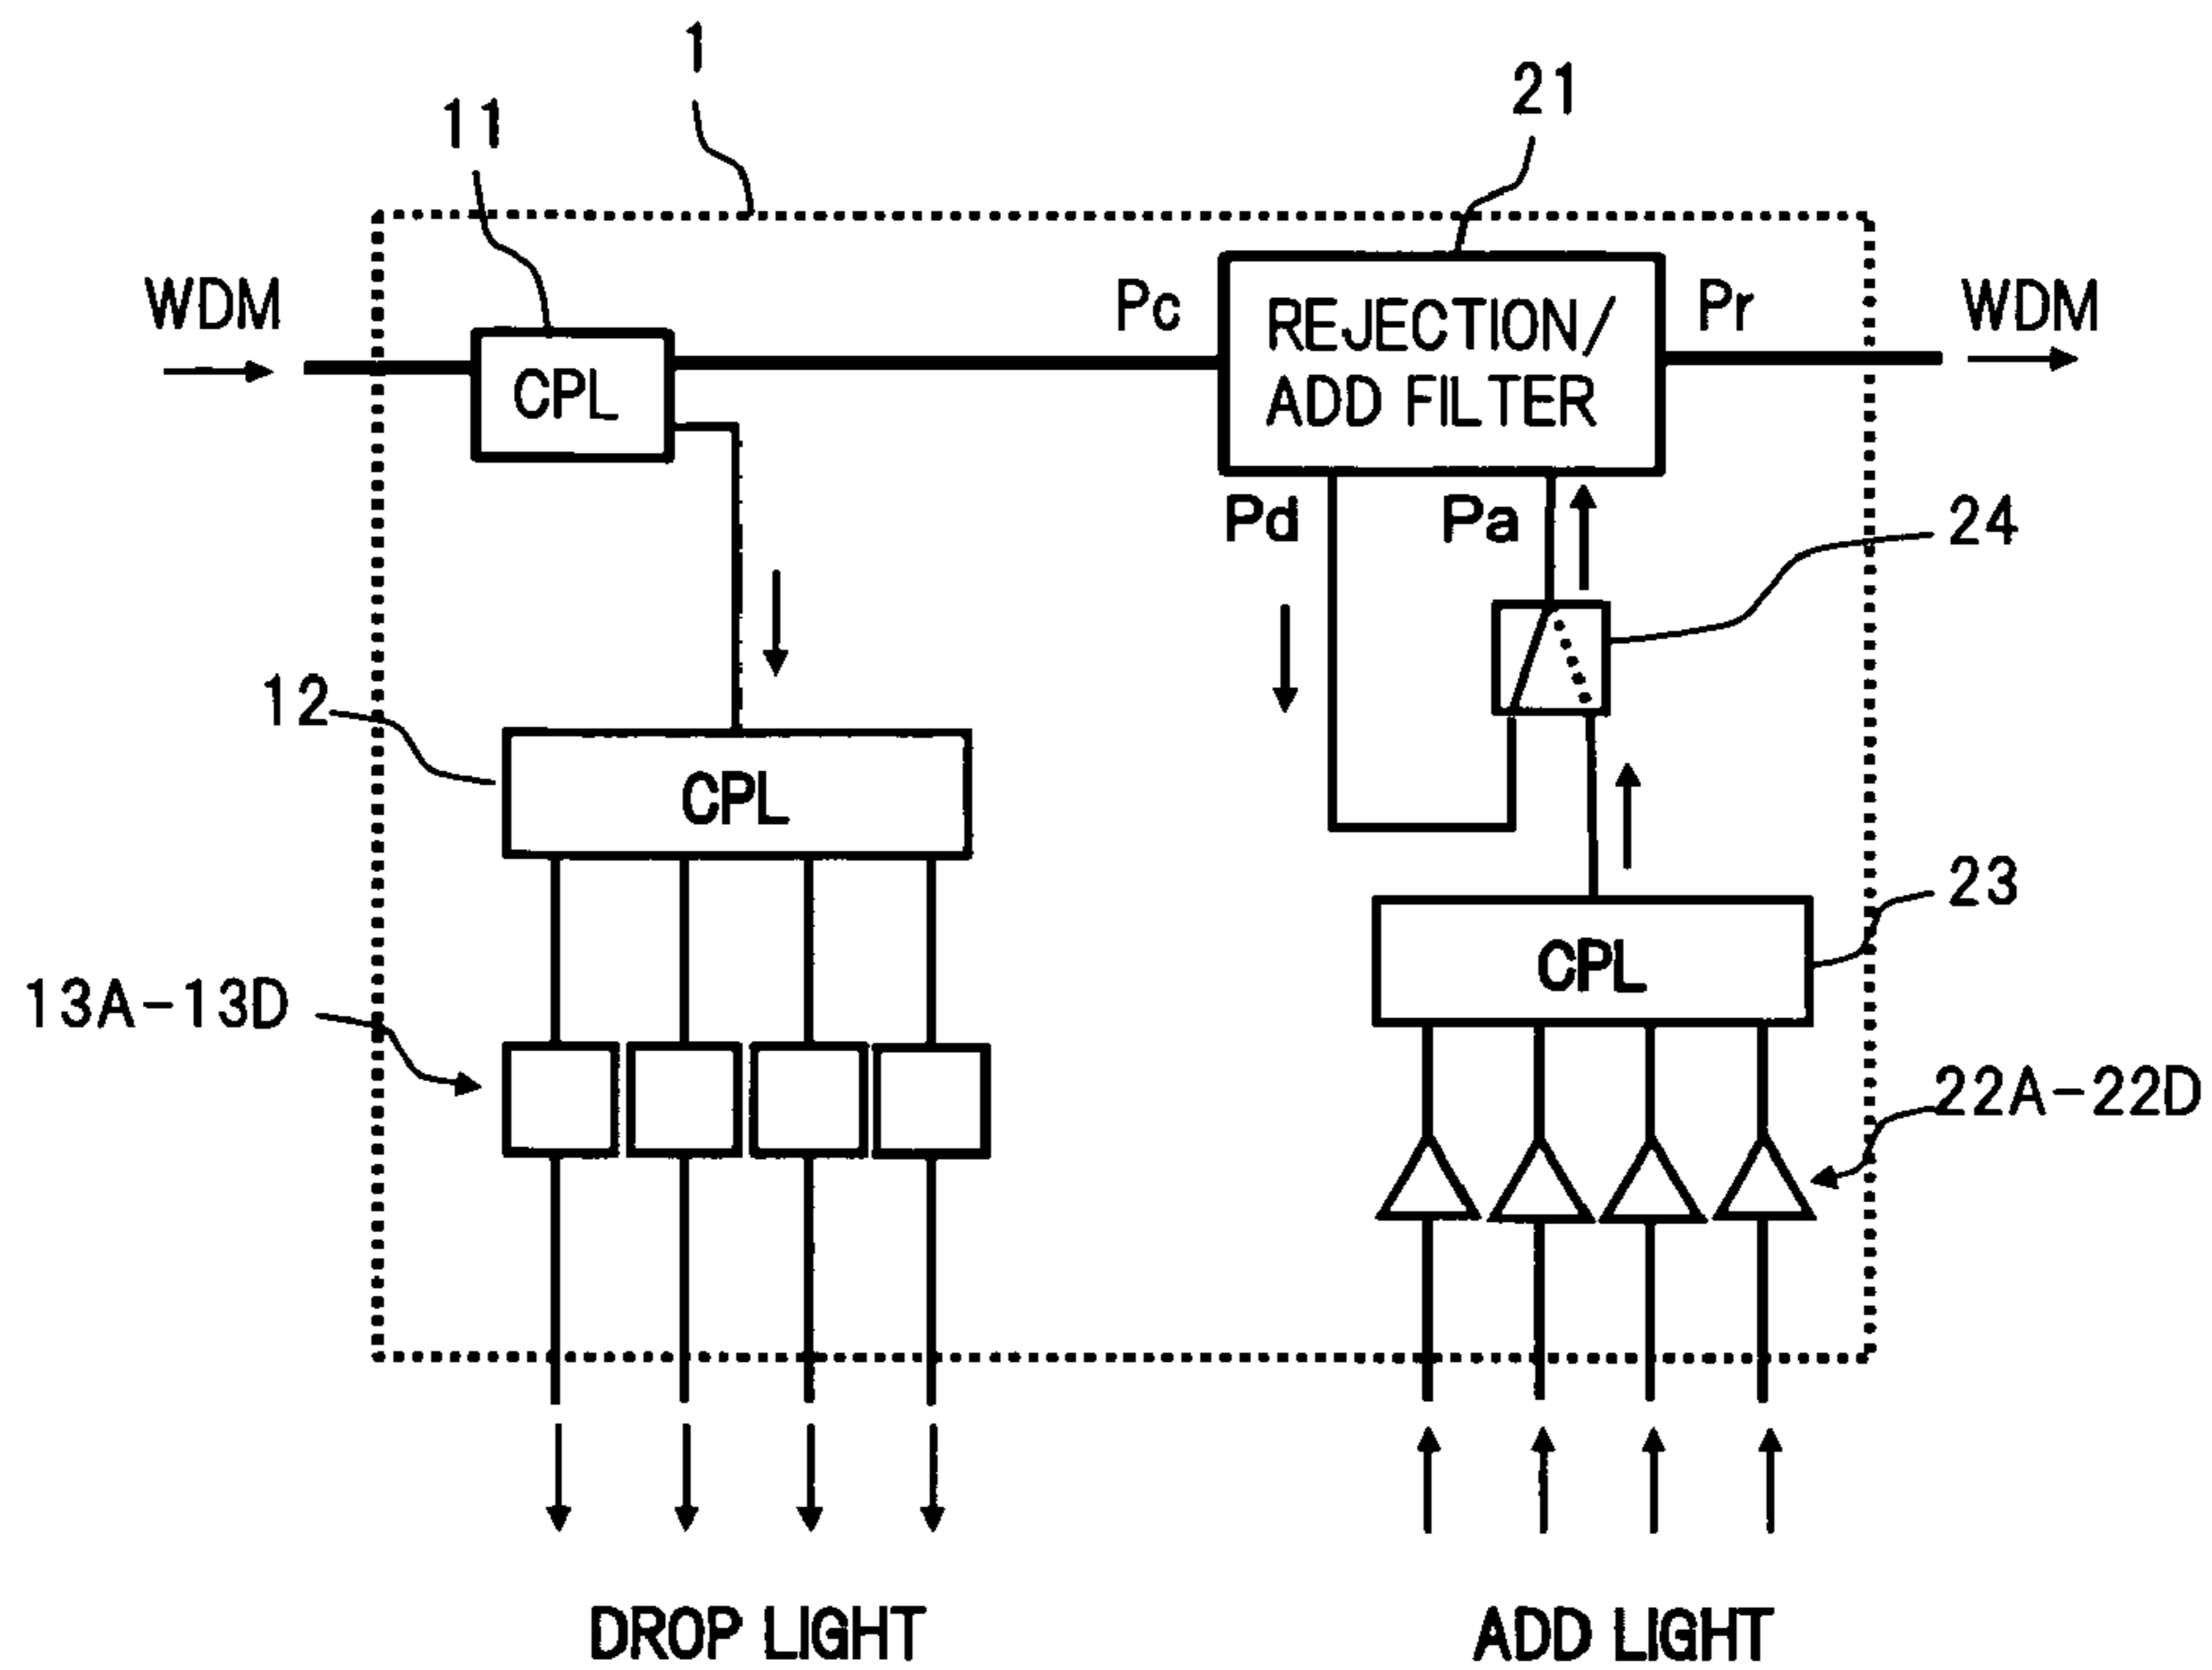 1
11
21
WDM
Pc
REJECTION/
ADD FILTER
Pr
WDM
CPL
Pd
Pa
24
12
CPL
23
CPL
13A-13D
22A-22D
DROP LIGHT
ADD LIGHT